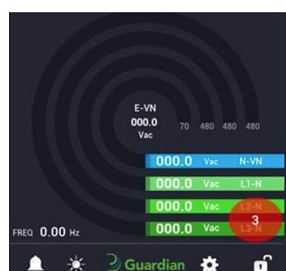 E-VN
000.0
Vac
70 480 480 480
000.0 Vac N-VN
000.0 Vac L1-N
000.0 Vac L2-N
3
000.0 Vac L3-N
FREQ 0.00 Hz
Guardian